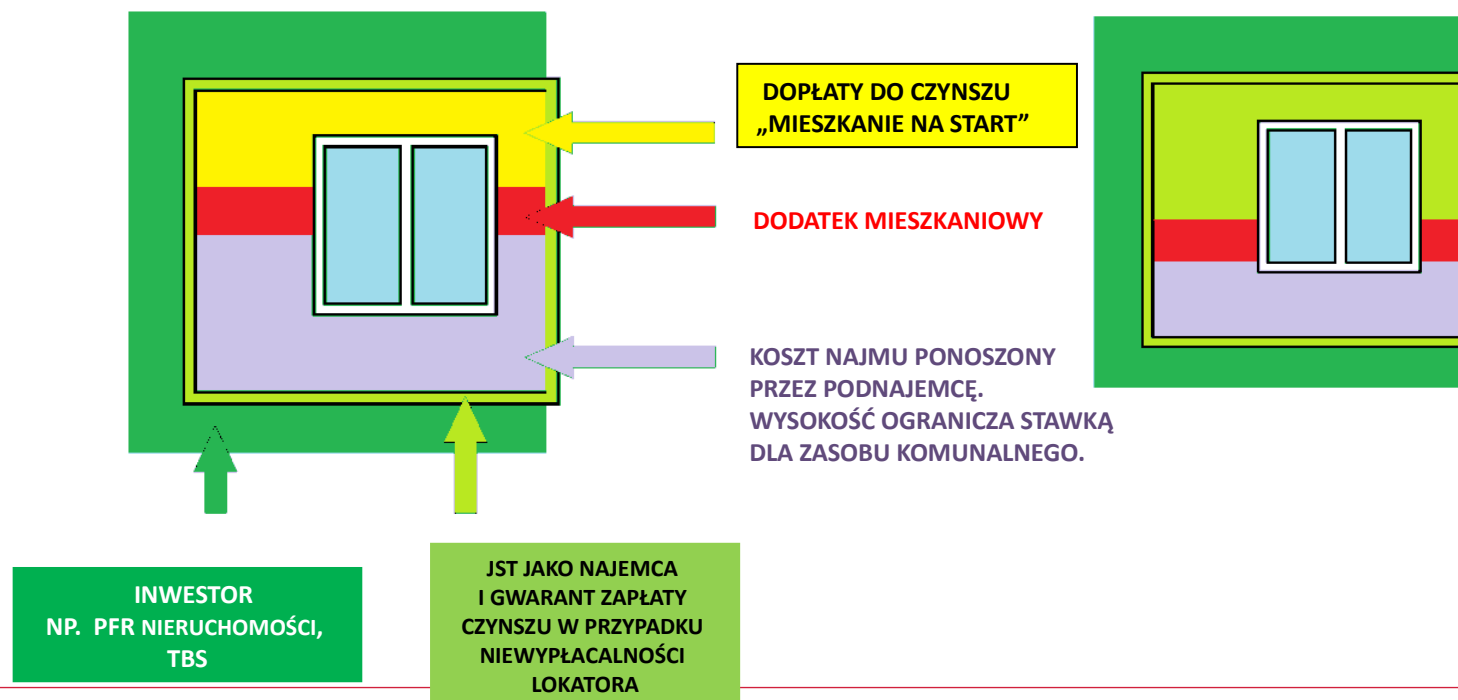 DOPŁATY DO CZYNSZU
„MIESZKANIE NA START”
DODATEK MIESZKANIOWY
KOSZT NAJMU PONOSZONY
PRZEZ PODNAJEMCĘ.
WYSOKOŚĆ OGRANICZA STAWKĄ
DLA ZASOBU KOMUNALNEGO.
INWESTOR
NP. PFR NIERUCHOMOŚCI,
TBS
JST JAKO NAJEMCA
I GWARANT ZAPŁATY
CZYNSZU W PRZYPADKU
NIEWYPŁACALNOŚCI
LOKATORA